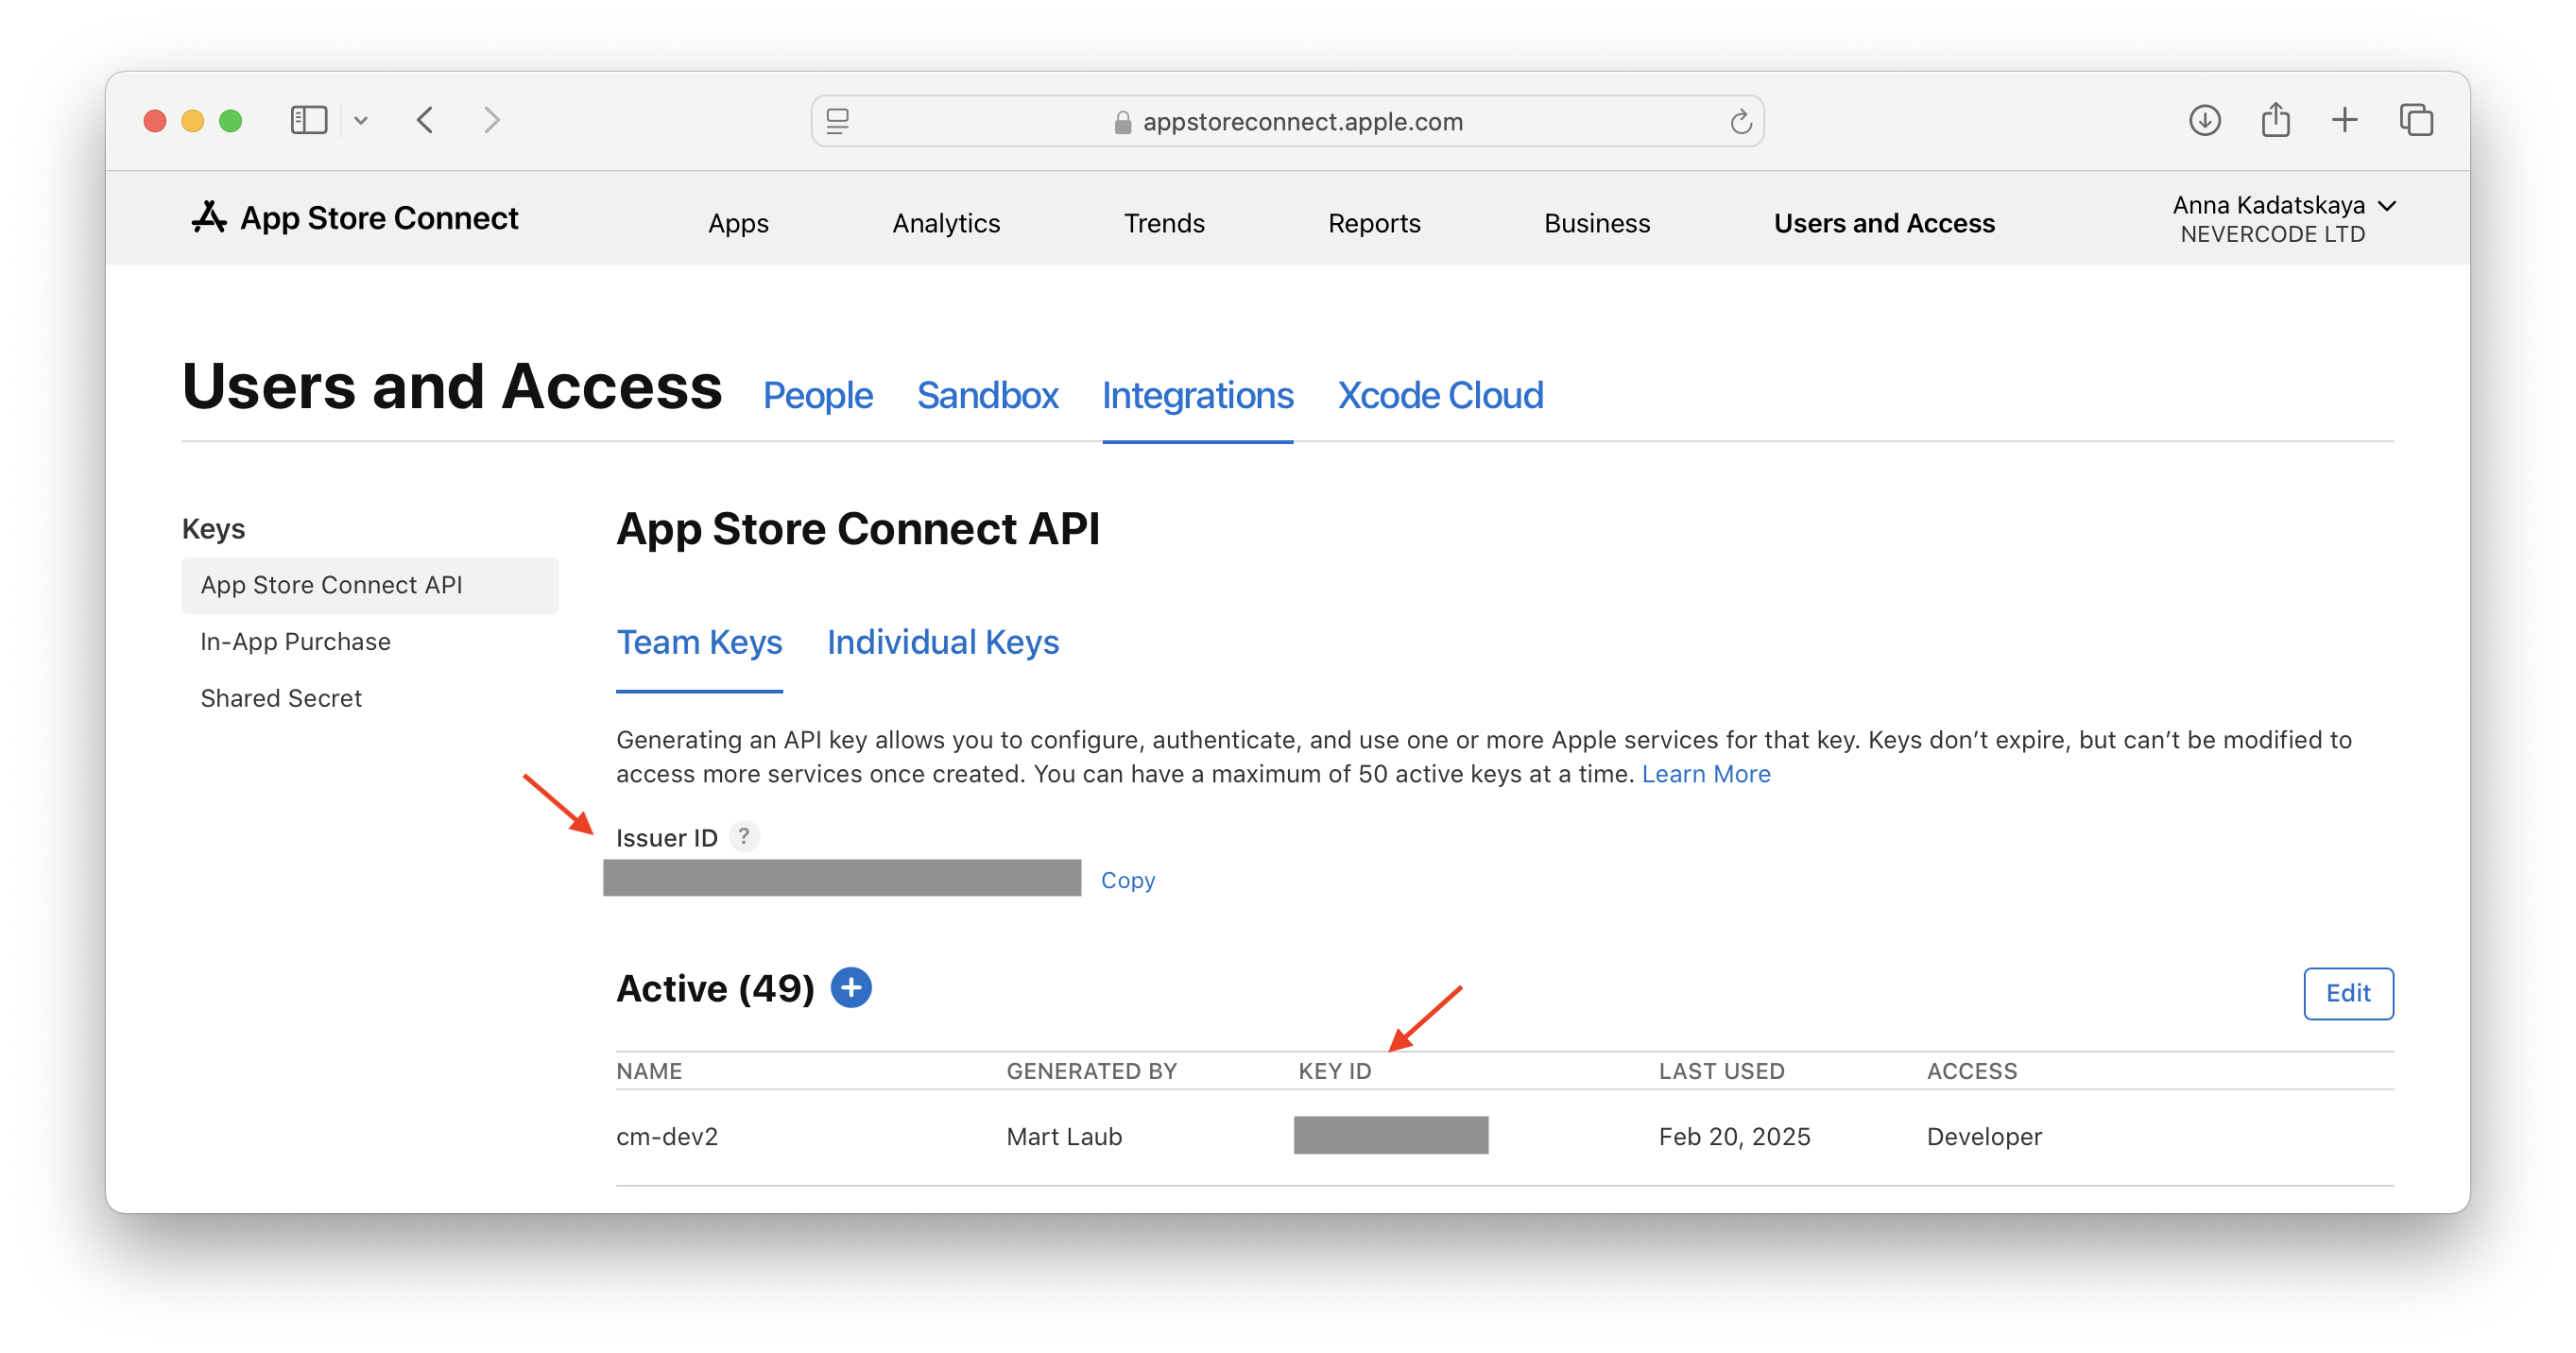 appstoreconnect.apple.com
App Store Connect
Apps
Analytics
Trends
Reports
Business
Users and Access
Anna Kadatskaya
NEVERCODE LTD
Users and Access
People
Sandbox
Integrations
Xcode Cloud
Keys
App Store Connect API
In-App Purchase
Shared Secret
App Store Connect API
Team Keys
Individual Keys
Generating an API key allows you to configure, authenticate, and use one or more Apple services for that key. Keys don’t expire, but can’t be modified to
access more services once created. You can have a maximum of 50 active keys at a time. Learn More
Issuer ID ?
Copy
Active (49) +
Edit
NAME GENERATED BY KEY ID LAST USED ACCESS
cm-dev2 Mart Laub Feb 20, 2025 Developer